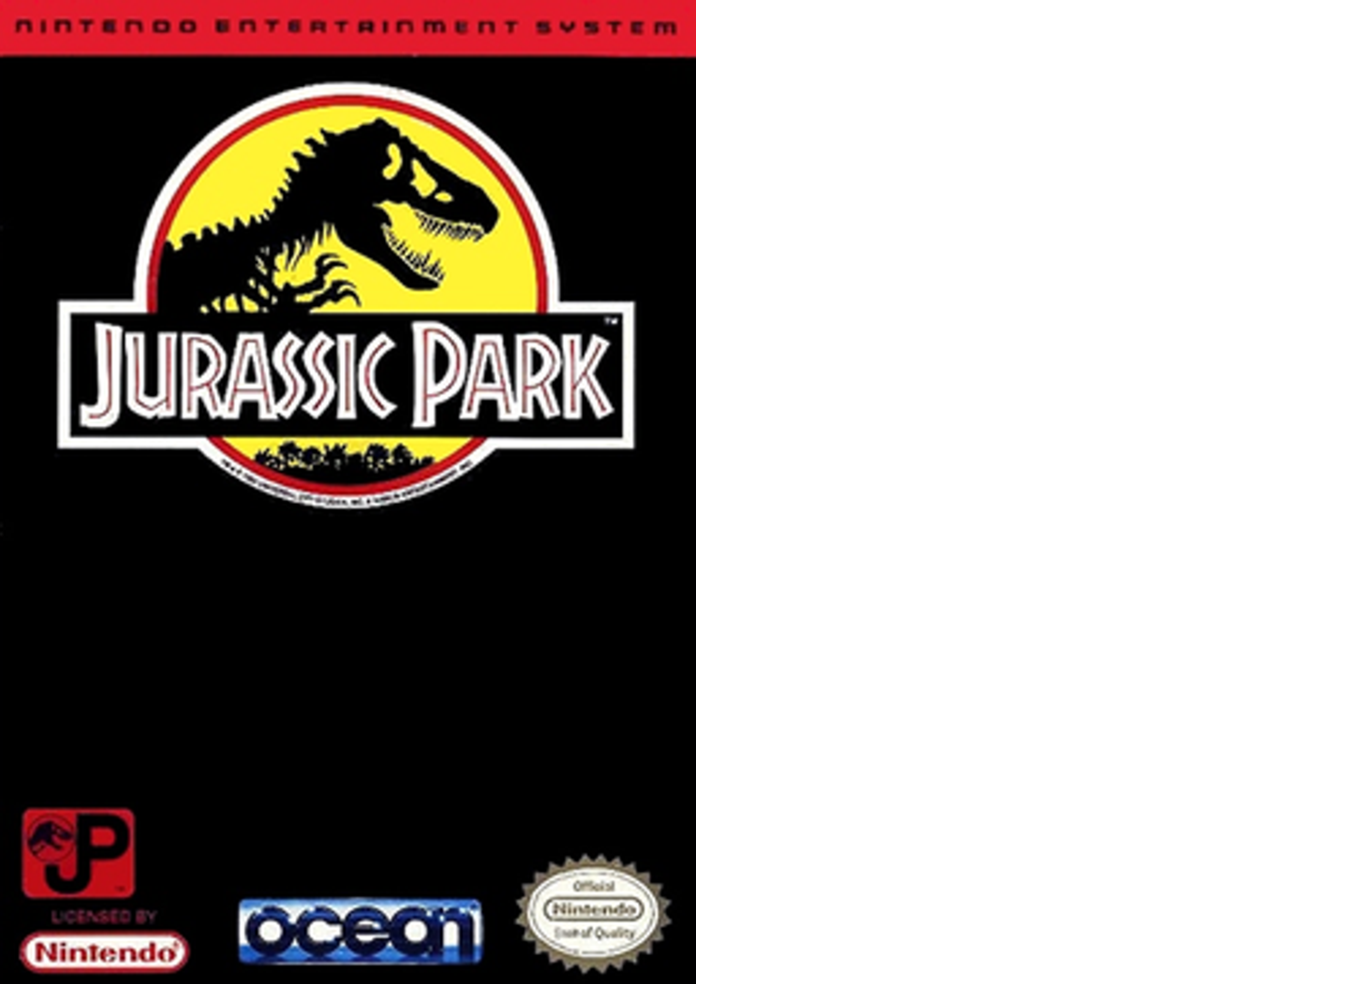 NINTENDO ENTERTAINMENT SYSTEM
JURASSIC PARK
TM
JP
LICENSED BY
Nintendo
ocean
Official
Nintendo
Seal of Quality